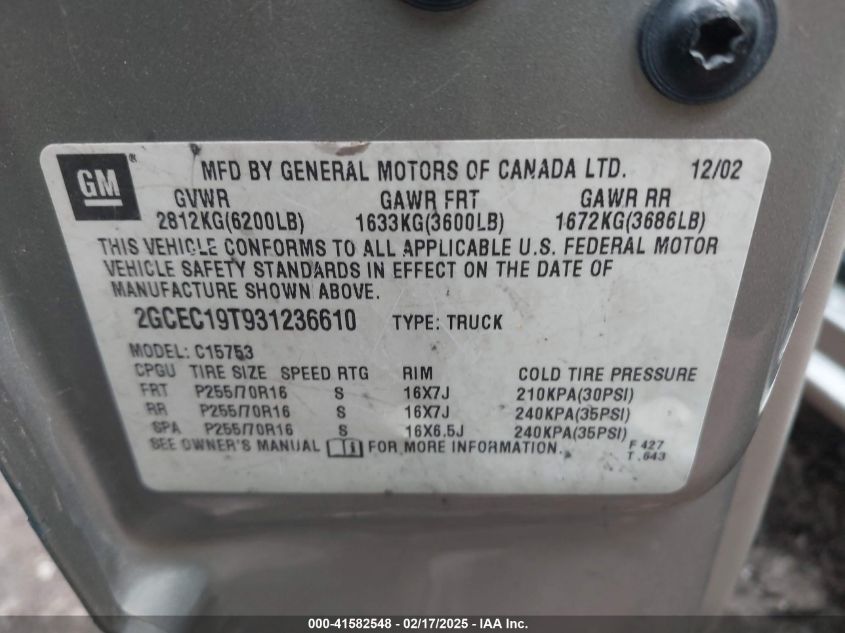 GM
MFD BY GENERAL MOTORS OF CANADA LTD. 12/02
GVWR GAWR FRT GAWR RR
2812KG(6200LB) 1633KG(3600LB) 1672KG(3686LB)
THIS VEHICLE CONFORMS TO ALL APPLICABLE U.S. FEDERAL MOTOR
VEHICLE SAFETY STANDARDS IN EFFECT ON THE DATE OF
MANUFACTURE SHOWN ABOVE.
2GCEC19T931236610 TYPE: TRUCK
MODEL: C15753
CPGU TIRE SIZE SPEED RTG RIM COLD TIRE PRESSURE
FRT P255/70R16 S 16X7J 210KPA(30PSI)
RR P255/70R16 S 16X7J 240KPA(35PSI)
SPA P255/70R16 S 16X6.5J 240KPA(35PSI)
SEE OWNER'S MANUAL i FOR MORE INFORMATION. F 427
T .643
000-41582548 - 02/17/2025 - IAA.